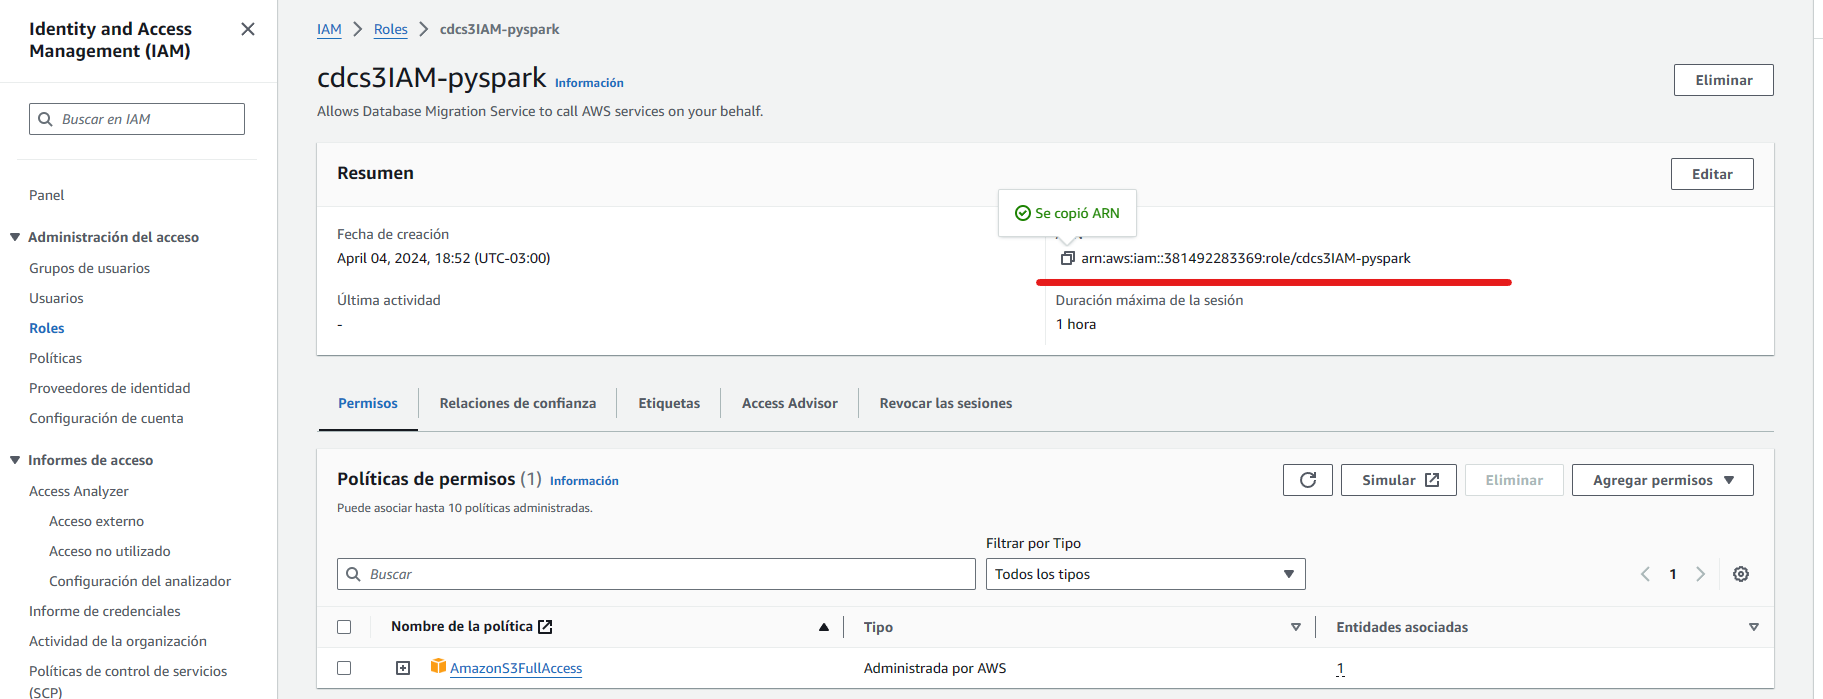 Identity and Access
Management (IAM)
Buscar en IAM
Panel
Administración del acceso
Grupos de usuarios
Usuarios
Roles
Políticas
Proveedores de identidad
Configuración de cuenta
Informes de acceso
Access Analyzer
Acceso externo
Acceso no utilizado
Configuración del analizador
Informe de credenciales
Actividad de la organización
Políticas de control de servicios
(SCP)
IAM > Roles > cdcs3IAM-pyspark
cdcs3IAM-pyspark Información
Eliminar
Allows Database Migration Service to call AWS services on your behalf.
Resumen
Editar
Fecha de creación
April 04, 2024, 18:52 (UTC-03:00)
Se copió ARN
arn:aws:iam::381492283369:role/cdcs3IAM-pyspark
Última actividad
-
Duración máxima de la sesión
1 hora
Permisos
Relaciones de confianza
Etiquetas
Access Advisor
Revocar las sesiones
Políticas de permisos (1) Información
Simular
Eliminar
Agregar permisos
Puede asociar hasta 10 políticas administradas.
Filtrar por Tipo
Buscar
Todos los tipos
1
Nombre de la política
Tipo
Entidades asociadas
AmazonS3FullAccess
Administrada por AWS
1